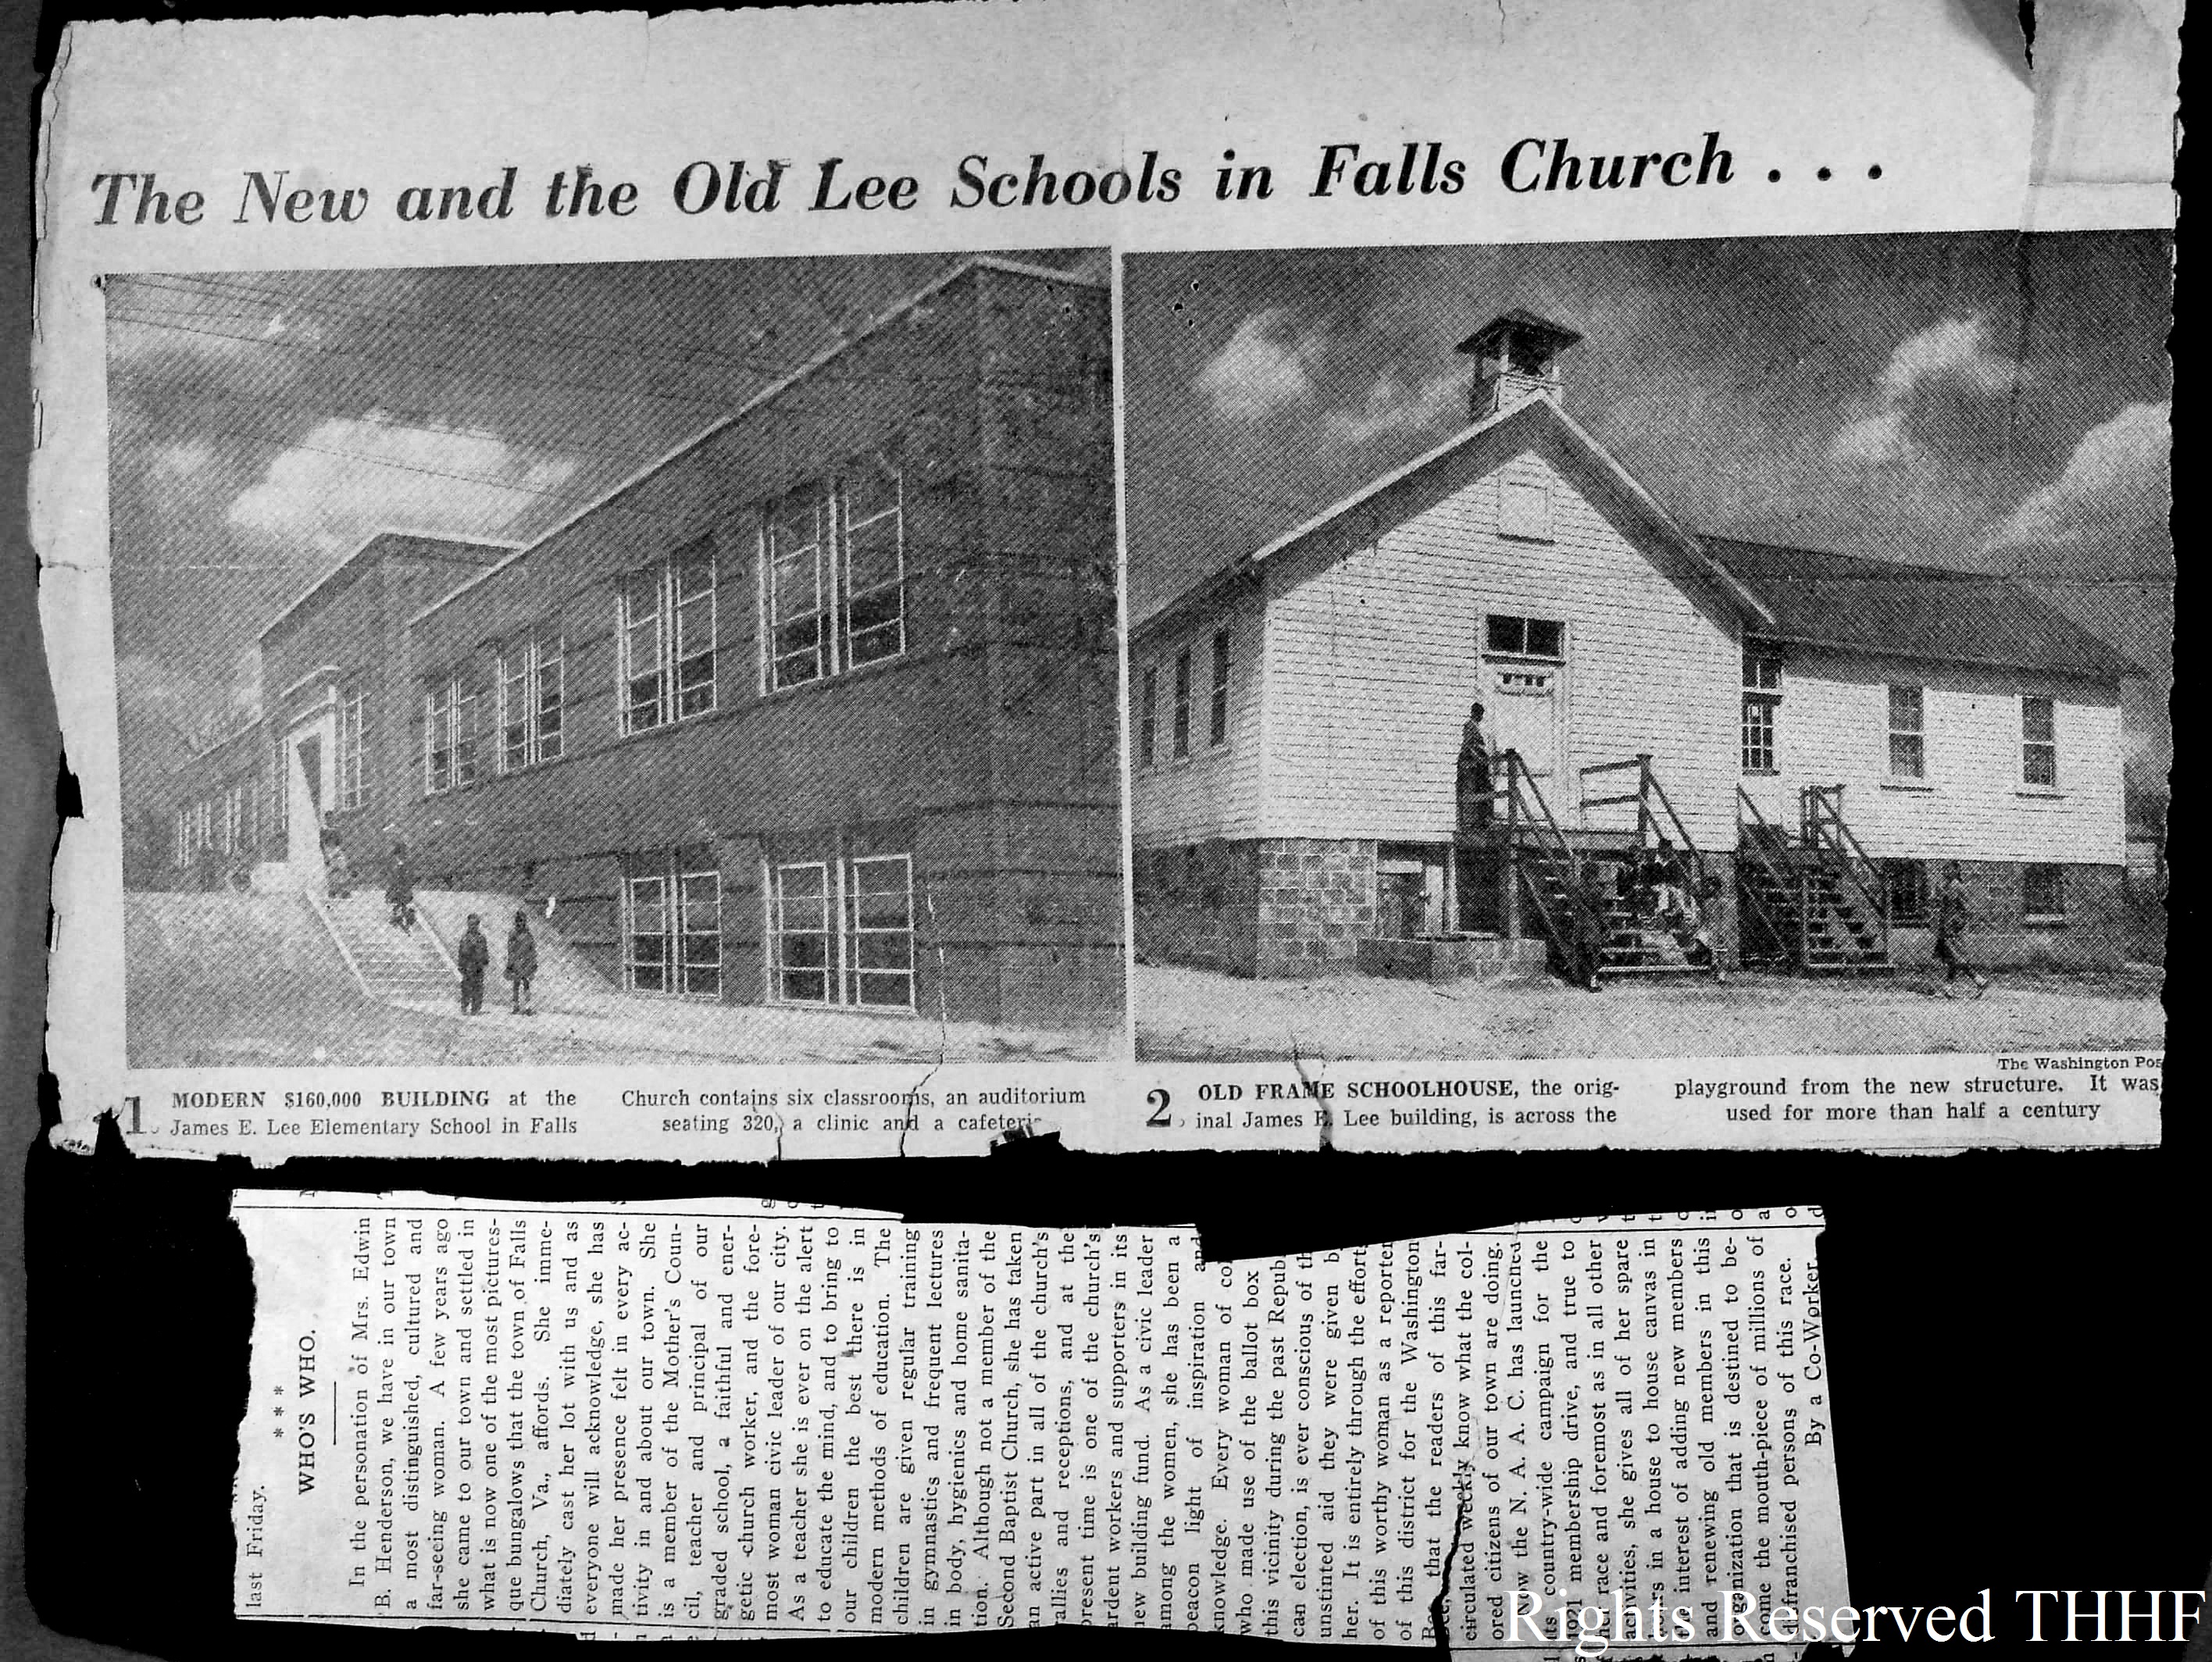 The New and the Old Lee Schools in Falls Church . . .
The Washington Pos
1. MODERN $160,000 BUILDING at the
James E. Lee Elementary School in Falls
Church contains six classrooms, an auditorium
seating 320, a clinic and a cafeteri
2 OLD FRAME SCHOOLHOUSE, the orig-
inal James E. Lee building, is across the
playground from the new structure. It was
used for more than half a century
last Friday.
* * *
WHO'S WHO.
In the personation of Mrs. Edwin
B. Henderson, we have in our town
a most distinguished, cultured and
far-seeing woman. A few years ago
she came to our town and settled in
what is now one of the most pictures-
que bungalows that the town of Falls
Church, Va., affords. She imme-
diately cast her lot with us and as
everyone will acknowledge, she has
made her presence felt in every ac-
tivity in and about our town. She
is a member of the Mother's Coun-
cil, teacher and principal of our
graded school, a faithful and ener-
getic church worker, and the fore-
most woman civic leader of our city.
As a teacher she is ever on the alert
to educate the mind, and to bring to
our children the best there is in
modern methods of education. The
children are given regular training
in gymnastics and frequent lectures
in body, hygienics and home sanita-
tion. Although not a member of the
Second Baptist Church, she has taken
an active part in all of the church's
rallies and receptions, and at the
present time is one of the church's
ardent workers and supporters in its
new building fund. As a civic leader
among the women, she has been a
beacon light of inspiration and
knowledge. Every woman of co
who made use of the ballot box
this vicinity during the past Repub
can election, is ever conscious of th
unstinted aid they were given b
her. It is entirely through the effort
of this worthy woman as a reporter
of this district for the Washington
that the readers of this far-
circulated weekly know what the col-
ored citizens of our town are doing.
Now the N. A. A. C. has launched
its country-wide campaign for the
1921 membership drive, and true to
her race and foremost as in all other
activities, she gives all of her spare
in a house to house canvas in
the interest of adding new members
and renewing old members in this
organization that is destined to be-
come the mouth-piece of millions of
disfranchised persons of this race.
By a Co-Worker.
Rights Reserved THHF